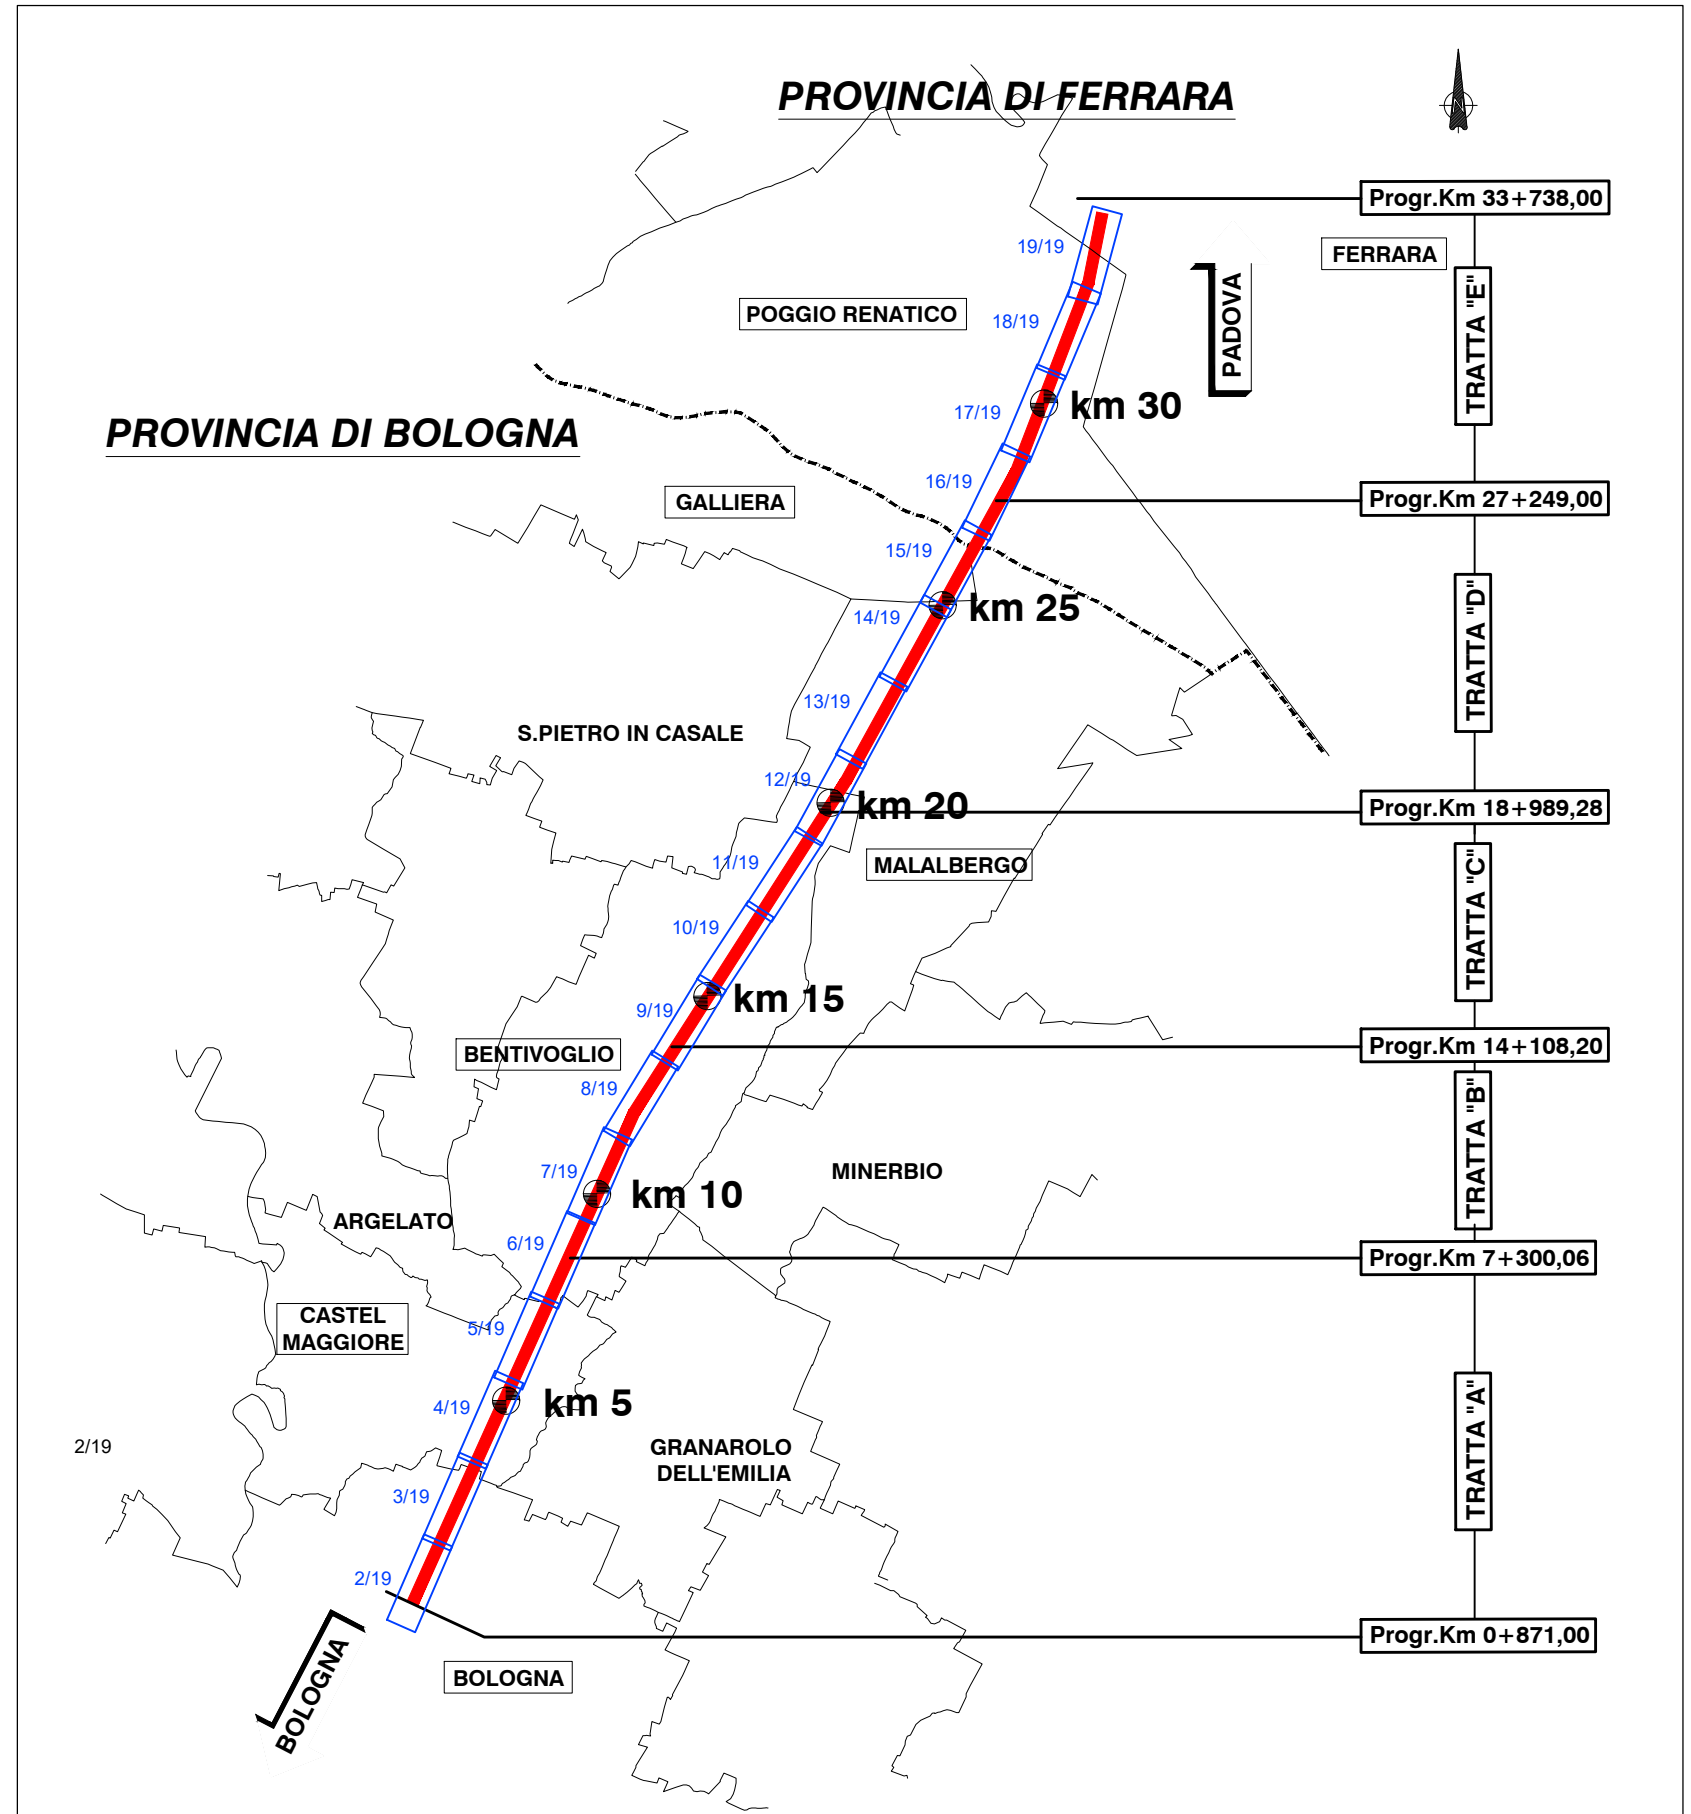 PROVINCIA DI FERRARA
Progr.Km 33+738,00
19/19
FERRARA
POGGIO RENATICO
18/19
PADOVA
TRATTA "E"
17/19
km 30
PROVINCIA DI BOLOGNA
16/19
GALLIERA
Progr.Km 27+249,00
15/19
14/19
km 25
TRATTA "D"
13/19
S.PIETRO IN CASALE
12/19
km 20
Progr.Km 18+989,28
11/19
MALALBERGO
TRATTA "C"
10/19
km 15
9/19
BENTIVOGLIO
Progr.Km 14+108,20
8/19
TRATTA "B"
7/19
MINERBIO
km 10
ARGELATO
6/19
Progr.Km 7+300,06
CASTEL
MAGGIORE
5/19
km 5
4/19
TRATTA "A"
2/19
GRANAROLO
DELL'EMILIA
3/19
2/19
Progr.Km 0+871,00
BOLOGNA
BOLOGNA